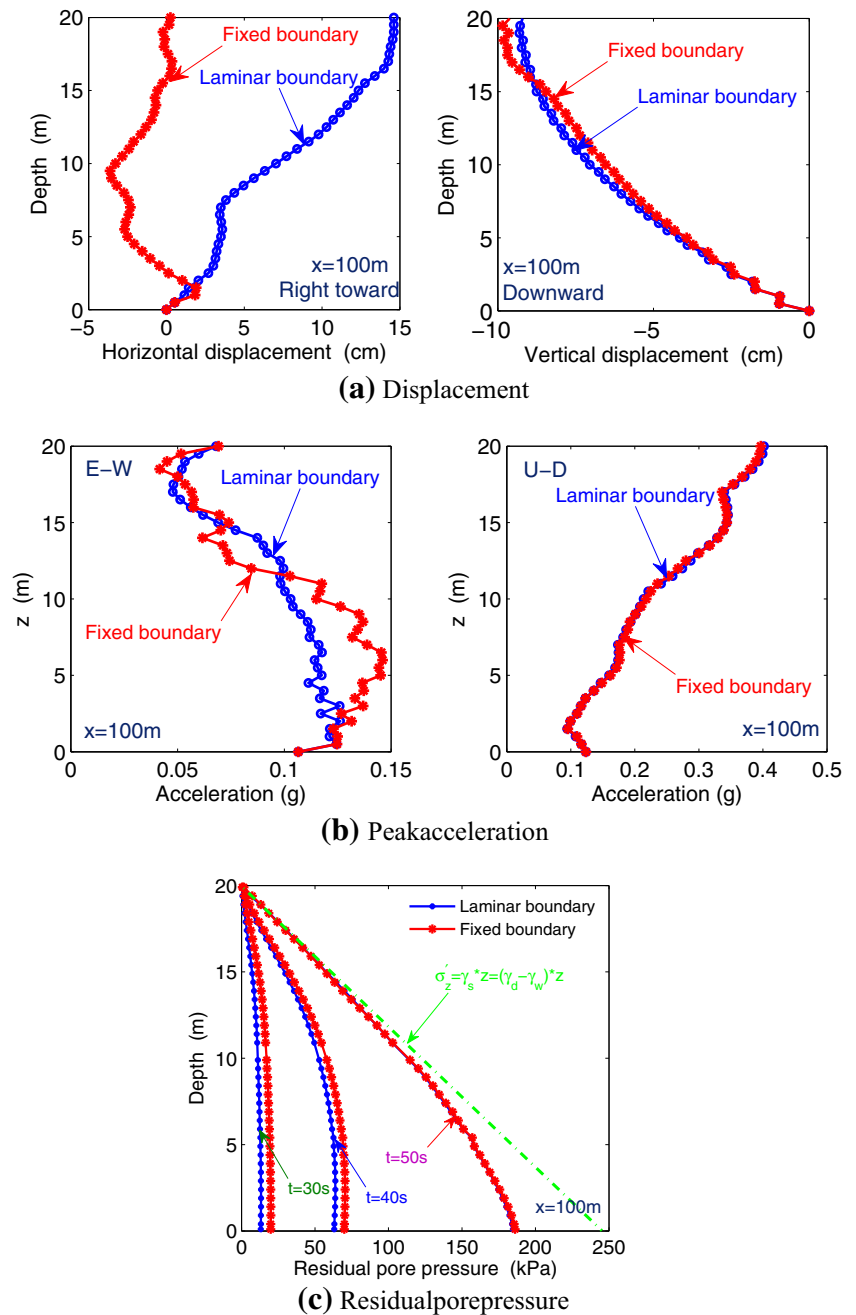 20
15
10
5
0
Depth (m)
Fixed boundary
Laminar boundary
x=100m
Right toward
−5 0 5 10 15
Horizontal displacement (cm)
20
15
10
5
0
Depth (m)
Fixed boundary
Laminar boundary
x=100m
Downward
−10 −5 0
Vertical displacement (cm)
(a) Displacement
20
15
10
5
0
z (m)
E−W
Laminar boundary
Fixed boundary
x=100m
0 0.05 0.1 0.15
Acceleration (g)
20
15
10
5
0
z (m)
U−D
Laminar boundary
Fixed boundary
x=100m
0 0.1 0.2 0.3 0.4 0.5
Acceleration (g)
(b) Peakacceleration
20
15
10
5
0
Depth (m)
Laminar boundary
Fixed boundary
σ'z=γs*z=(γd−γw)*z
t=30s
t=40s
t=50s
x=100m
0 50 100 150 200 250
Residual pore pressure (kPa)
(c) Residualporepressure